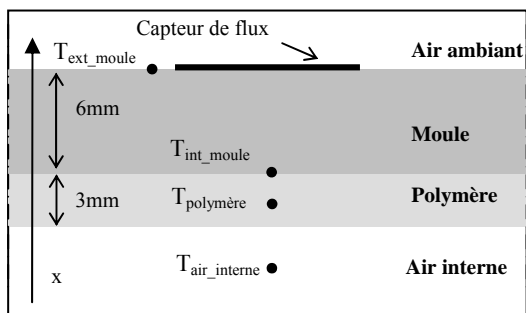 Capteur de flux
Air ambiant
T_ext_moule
6mm
Moule
T_int_moule
3mm
Polymère
T_polymère
x
T_air_interne
Air interne